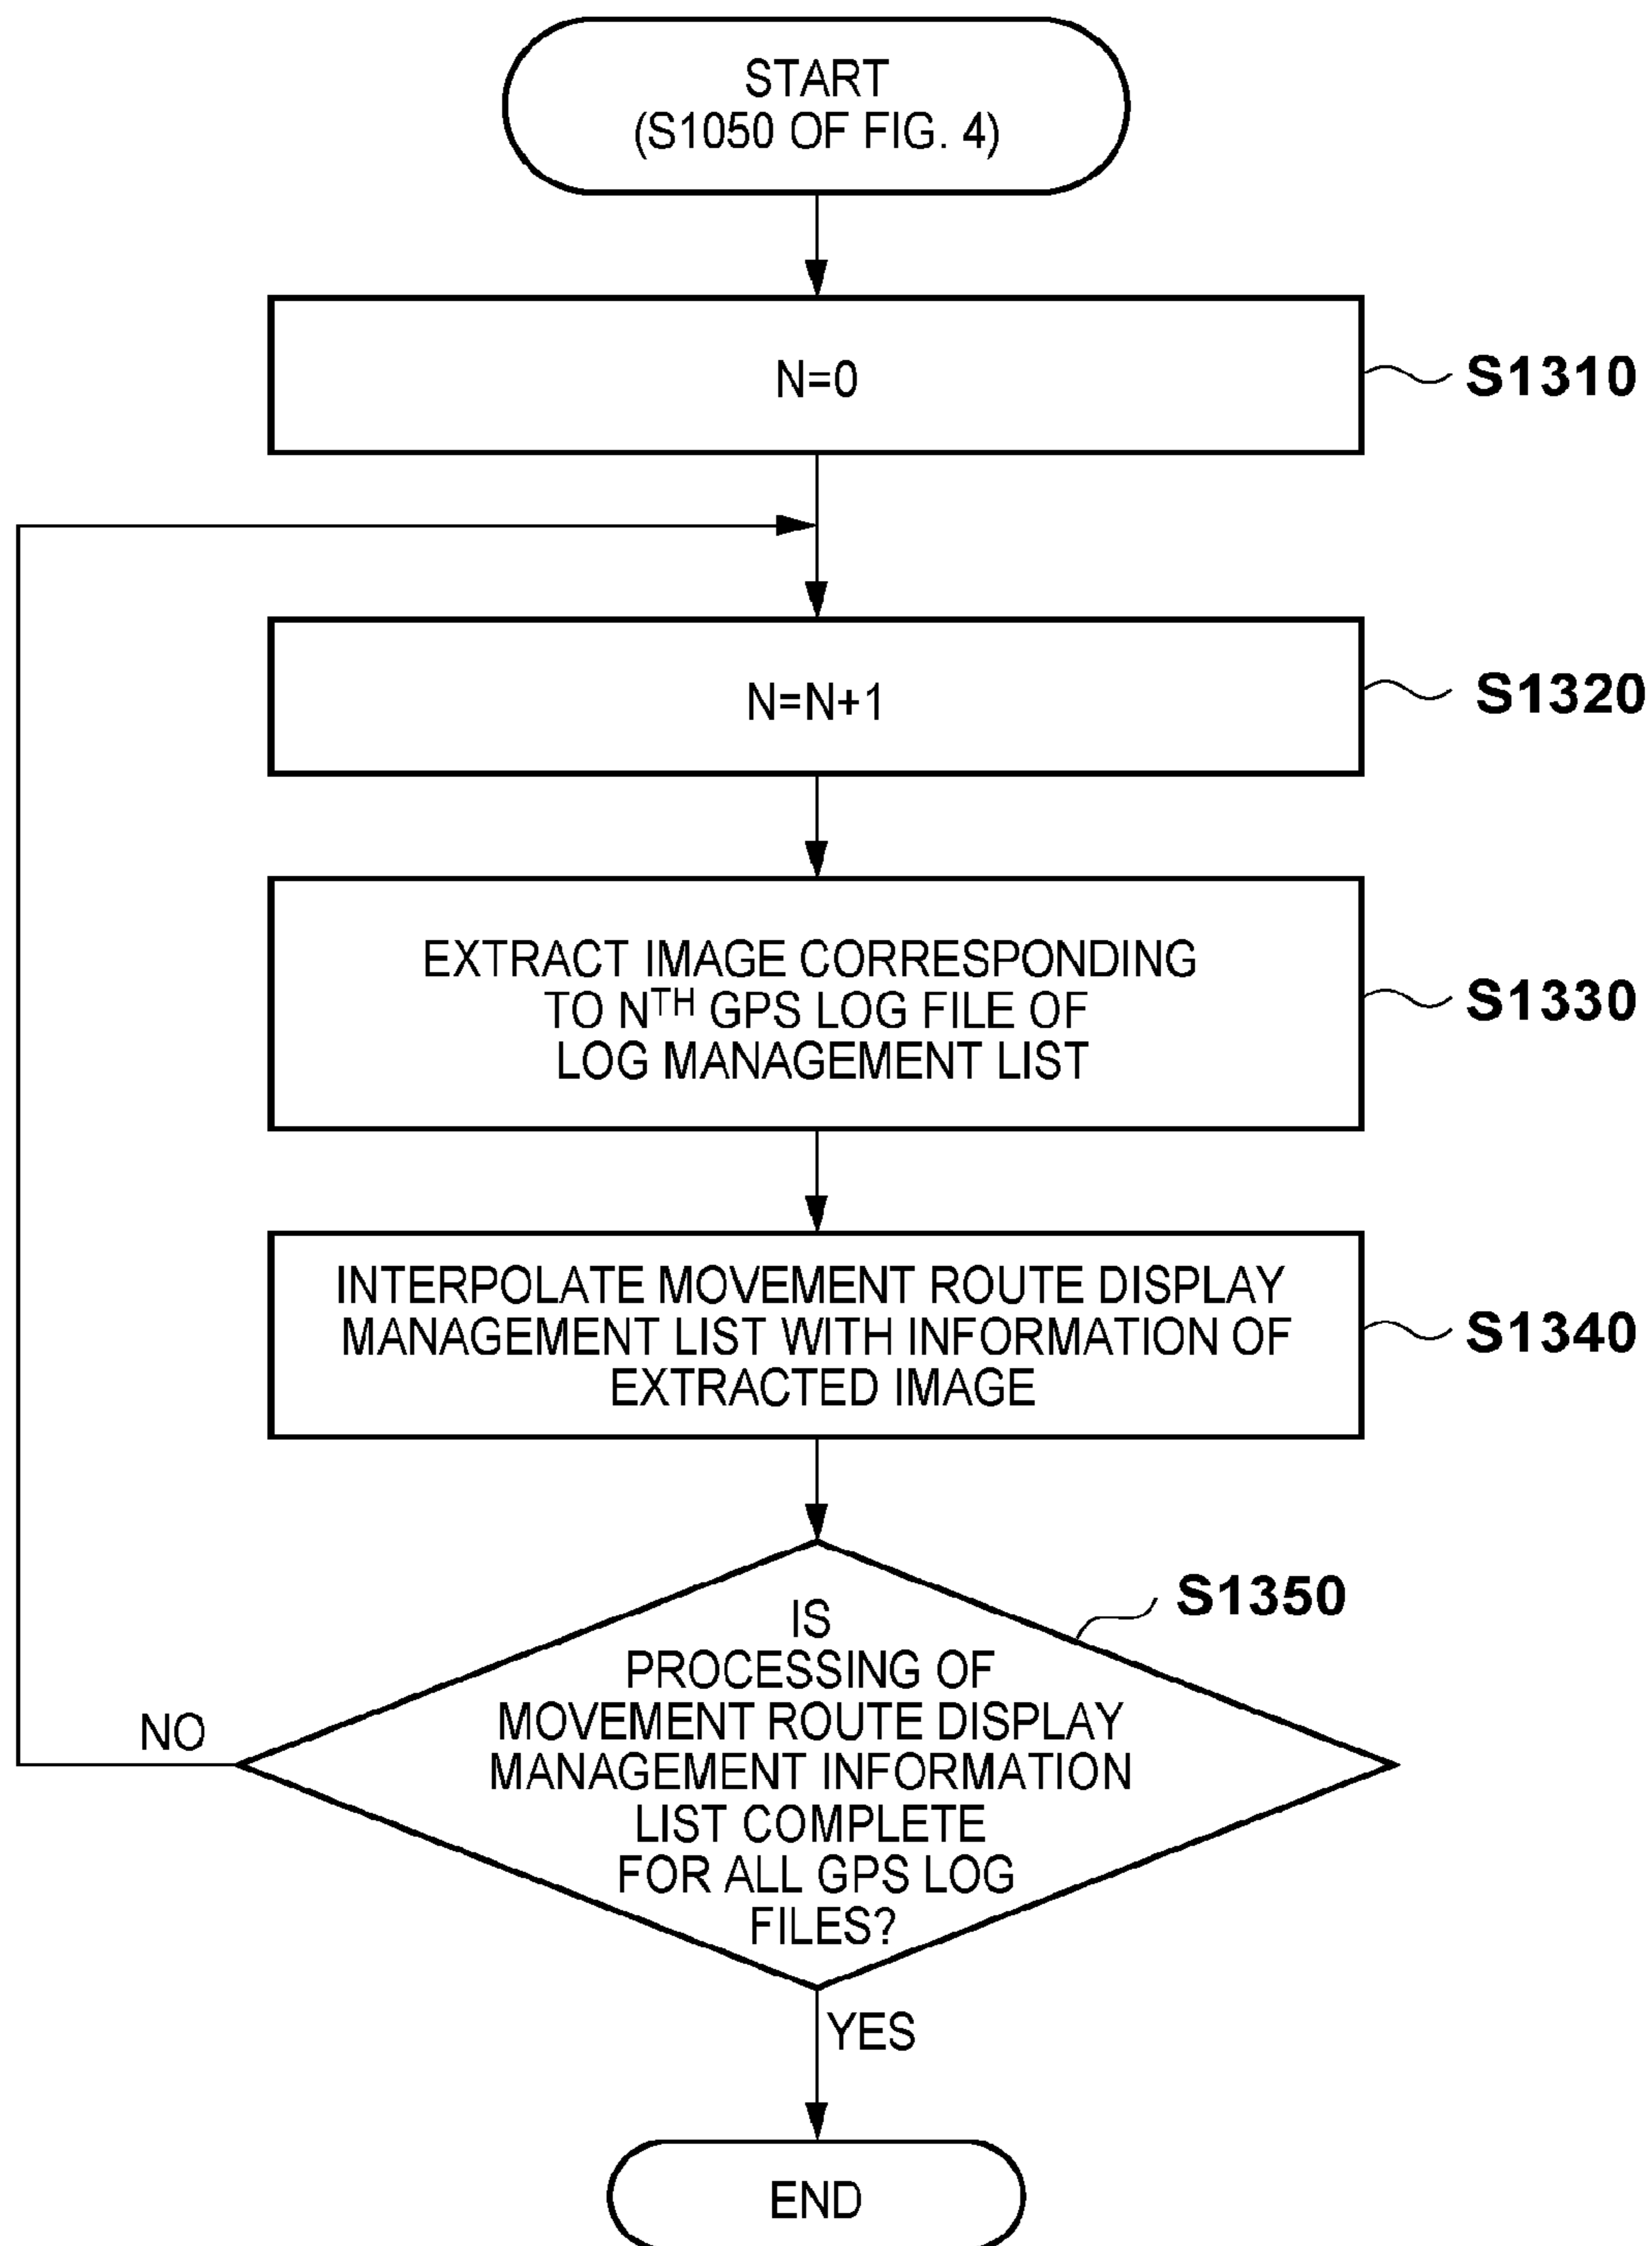 START
(S1050 OF FIG. 4)
N=0
S1310
N=N+1
S1320
EXTRACT IMAGE CORRESPONDING
TO NTH GPS LOG FILE OF
LOG MANAGEMENT LIST
S1330
INTERPOLATE MOVEMENT ROUTE DISPLAY
MANAGEMENT LIST WITH INFORMATION OF
EXTRACTED IMAGE
S1340
S1350
IS
PROCESSING OF
MOVEMENT ROUTE DISPLAY
MANAGEMENT INFORMATION
LIST COMPLETE
FOR ALL GPS LOG
FILES?
NO
YES
END